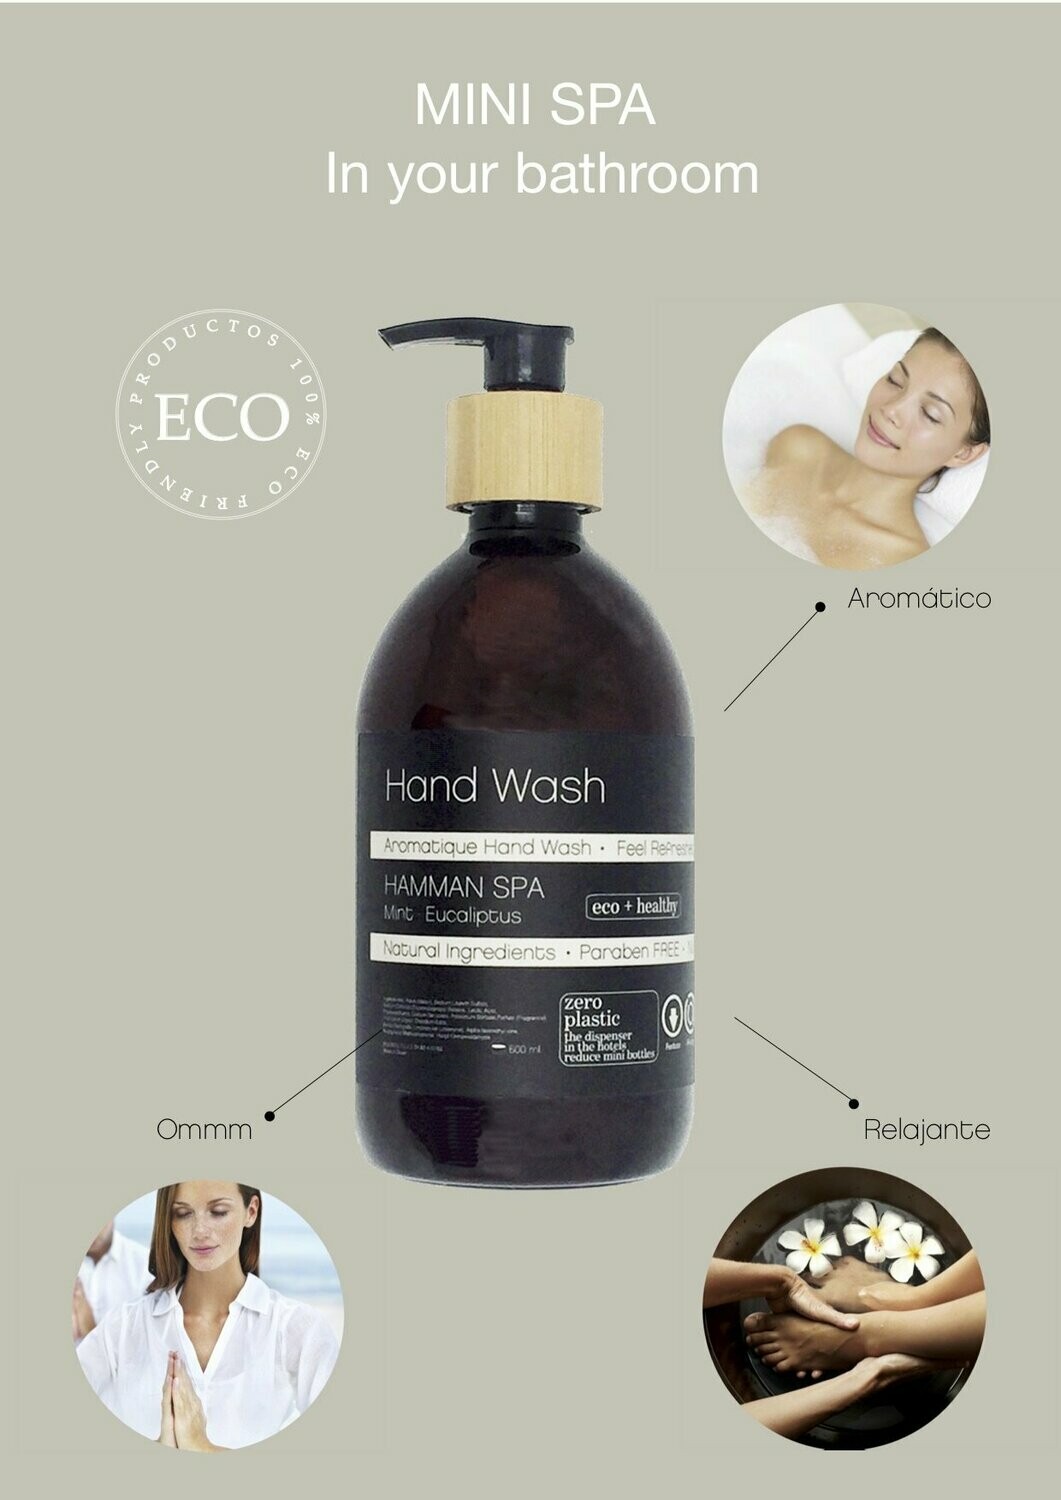 MINI SPA
In your bathroom
PRODUCTOS 100% ECO FRIENDLY
ECO
Aromático
Hand Wash
Aromatique Hand Wash • Feel Refreshe
HAMMAN SPA
Mint Eucaliptus
eco + healthy
Natural Ingredients • Paraben FREE •
zero
plastic
the dispenser
in the hotels
reduce mini bottles
500 ml
Ommm
Relajante